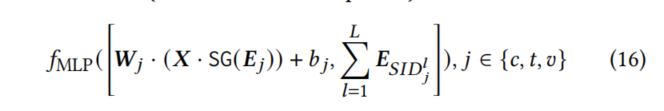 f_MLP([W_j · (X · SG(E_j)) + b_j, ∑_{l=1}^{L} E_{SID_j^l}]), j ∈ {c, t, v}    (16)